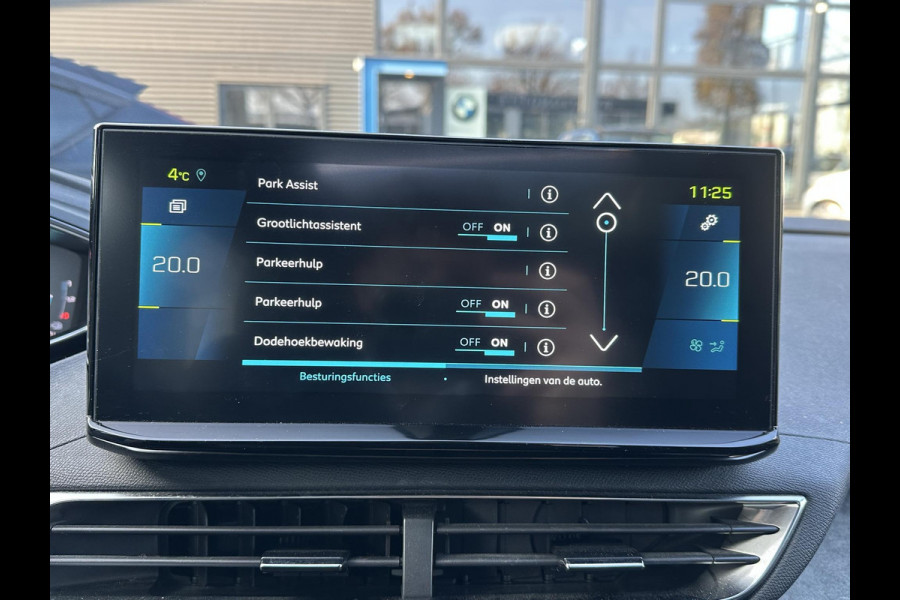 4°C
11:25
Park Assist
Grootlichtassistent OFF ON
Parkeerhulp
Parkeerhulp OFF ON
Dodehoekbewaking OFF ON
20.0
20.0
Besturingsfuncties
Instellingen van de auto.